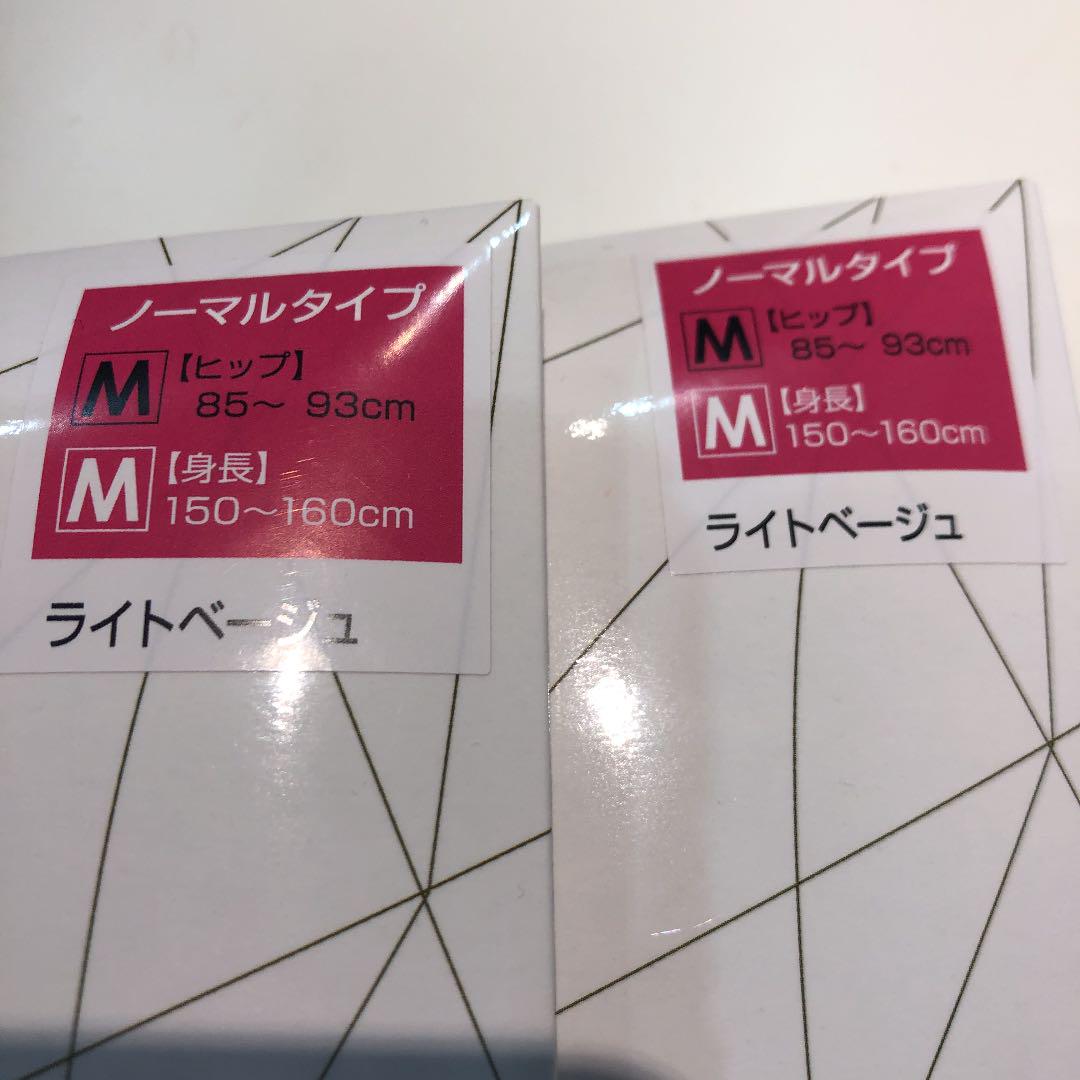 ノーマルタイプ
M 【ヒップ】
85～ 93cm
M 【身長】
150～160cm
ライトベージュ
ノーマルタイプ
M 【ヒップ】
85～ 93cm
M 【身長】
150～160cm
ライトベージュ